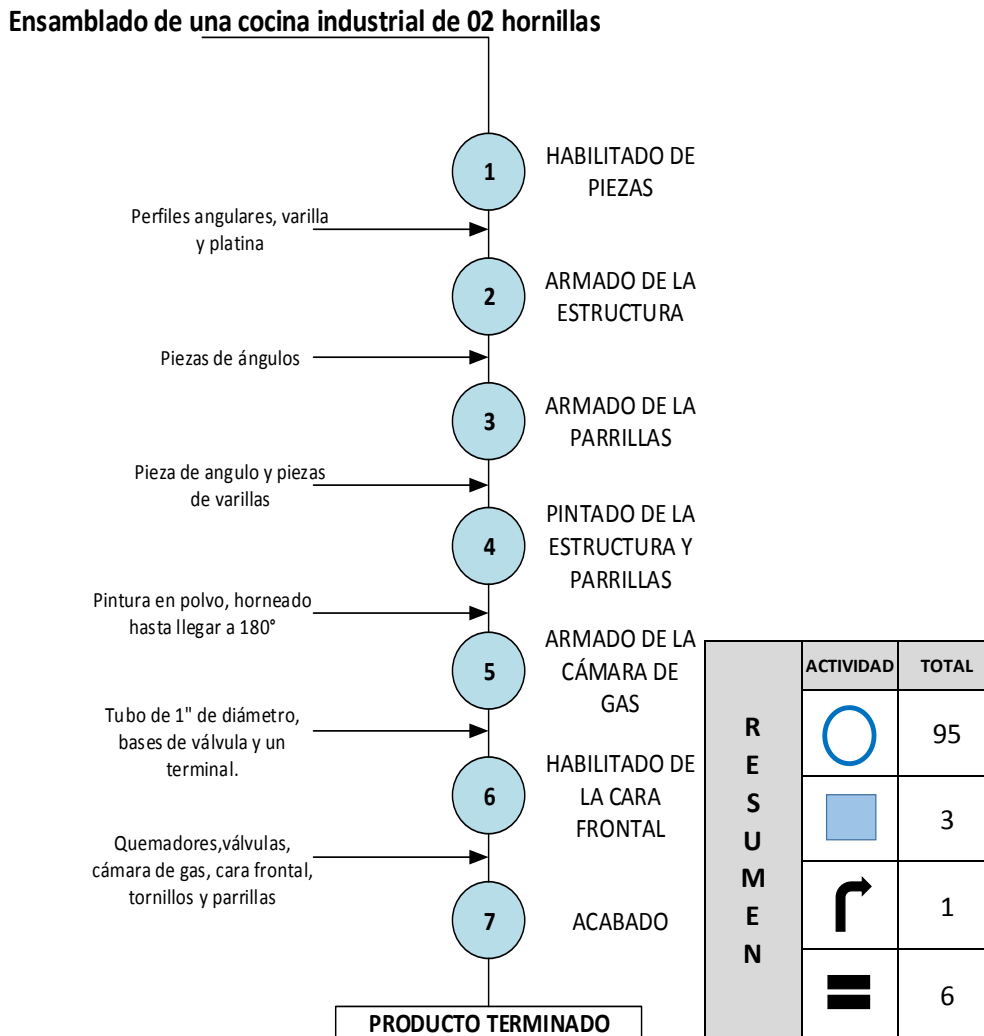 Ensamblado de una cocina industrial de 02 hornillas
1
HABILITADO DE
PIEZAS
Perfiles angulares, varilla
y platina
2
ARMADO DE LA
ESTRUCTURA
Piezas de ángulos
3
ARMADO DE LA
PARRILLAS
Pieza de angulo y piezas
de varillas
4
PINTADO DE LA
ESTRUCTURA Y
PARRILLAS
Pintura en polvo, horneado
hasta llegar a 180°
5
ARMADO DE LA
CÁMARA DE
GAS
Tubo de 1" de diámetro,
bases de válvula y un
terminal.
6
HABILITADO DE
LA CARA
FRONTAL
Quemadores,válvulas,
cámara de gas, cara frontal,
tornillos y parrillas
7
ACABADO
PRODUCTO TERMINADO
R
E
S
U
M
E
N
ACTIVIDAD TOTAL
95
3
1
6